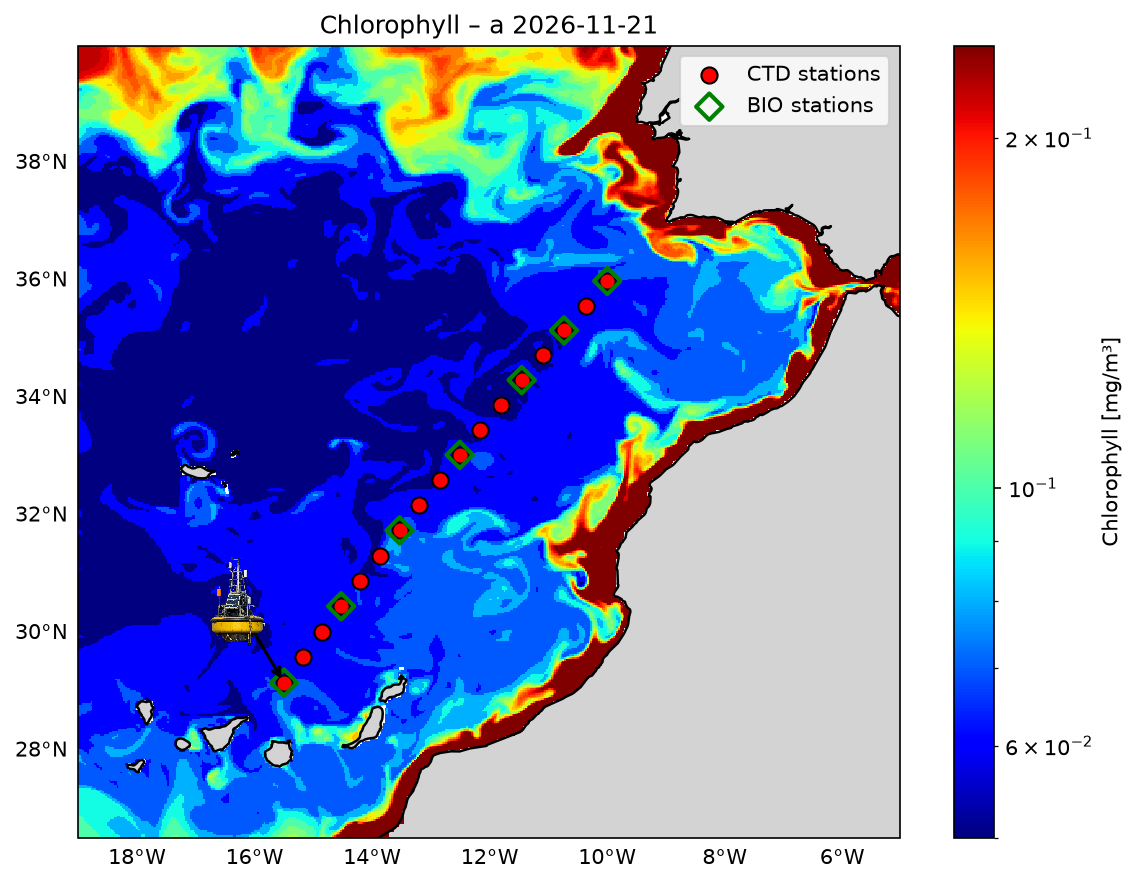 Chlorophyll – a 2026-11-21
CTD stations
BIO stations
38°N
36°N
34°N
32°N
30°N
28°N
18°W
16°W
14°W
12°W
10°W
8°W
6°W
2 × 10⁻¹
10⁻¹
6 × 10⁻²
Chlorophyll [mg/m³]